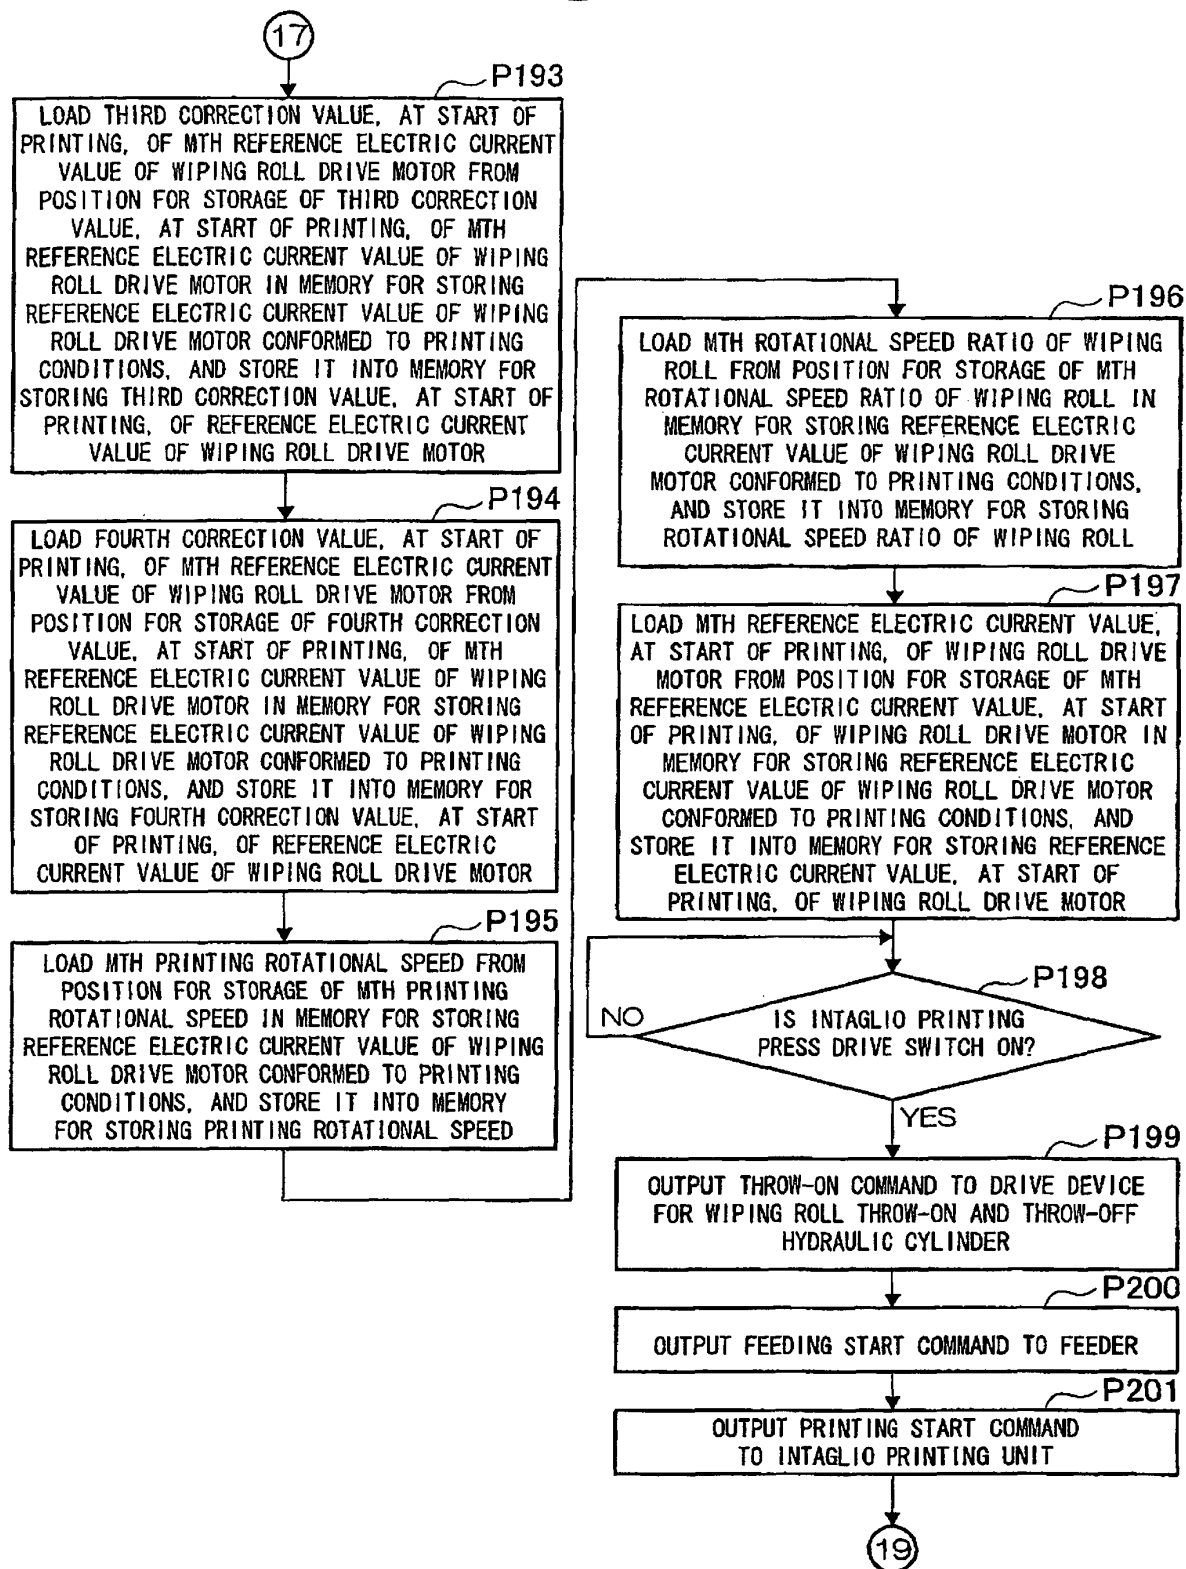 17
P193
LOAD THIRD CORRECTION VALUE, AT START OF
PRINTING, OF MTH REFERENCE ELECTRIC CURRENT
VALUE OF WIPING ROLL DRIVE MOTOR FROM
POSITION FOR STORAGE OF THIRD CORRECTION
VALUE, AT START OF PRINTING, OF MTH
REFERENCE ELECTRIC CURRENT VALUE OF WIPING
ROLL DRIVE MOTOR IN MEMORY FOR STORING
REFERENCE ELECTRIC CURRENT VALUE OF WIPING
ROLL DRIVE MOTOR CONFORMED TO PRINTING
CONDITIONS, AND STORE IT INTO MEMORY FOR
STORING THIRD CORRECTION VALUE, AT START OF
PRINTING, OF REFERENCE ELECTRIC CURRENT
VALUE OF WIPING ROLL DRIVE MOTOR
P194
LOAD FOURTH CORRECTION VALUE, AT START OF
PRINTING, OF MTH REFERENCE ELECTRIC CURRENT
VALUE OF WIPING ROLL DRIVE MOTOR FROM
POSITION FOR STORAGE OF FOURTH CORRECTION
VALUE, AT START OF PRINTING, OF MTH
REFERENCE ELECTRIC CURRENT VALUE OF WIPING
ROLL DRIVE MOTOR IN MEMORY FOR STORING
REFERENCE ELECTRIC CURRENT VALUE OF WIPING
ROLL DRIVE MOTOR CONFORMED TO PRINTING
CONDITIONS, AND STORE IT INTO MEMORY FOR
STORING FOURTH CORRECTION VALUE, AT START
OF PRINTING, OF REFERENCE ELECTRIC
CURRENT VALUE OF WIPING ROLL DRIVE MOTOR
P195
LOAD MTH PRINTING ROTATIONAL SPEED FROM
POSITION FOR STORAGE OF MTH PRINTING
ROTATIONAL SPEED IN MEMORY FOR STORING
REFERENCE ELECTRIC CURRENT VALUE OF WIPING
ROLL DRIVE MOTOR CONFORMED TO PRINTING
CONDITIONS, AND STORE IT INTO MEMORY
FOR STORING PRINTING ROTATIONAL SPEED
P196
LOAD MTH ROTATIONAL SPEED RATIO OF WIPING
ROLL FROM POSITION FOR STORAGE OF MTH
ROTATIONAL SPEED RATIO OF WIPING ROLL IN
MEMORY FOR STORING REFERENCE ELECTRIC
CURRENT VALUE OF WIPING ROLL DRIVE
MOTOR CONFORMED TO PRINTING CONDITIONS,
AND STORE IT INTO MEMORY FOR STORING
ROTATIONAL SPEED RATIO OF WIPING ROLL
P197
LOAD MTH REFERENCE ELECTRIC CURRENT VALUE,
AT START OF PRINTING, OF WIPING ROLL DRIVE
MOTOR FROM POSITION FOR STORAGE OF MTH
REFERENCE ELECTRIC CURRENT VALUE, AT START
OF PRINTING, OF WIPING ROLL DRIVE MOTOR IN
MEMORY FOR STORING REFERENCE ELECTRIC
CURRENT VALUE OF WIPING ROLL DRIVE MOTOR
CONFORMED TO PRINTING CONDITIONS, AND
STORE IT INTO MEMORY FOR STORING REFERENCE
ELECTRIC CURRENT VALUE, AT START OF
PRINTING, OF WIPING ROLL DRIVE MOTOR
P198
NO
IS INTAGLIO PRINTING
PRESS DRIVE SWITCH ON?
YES
P199
OUTPUT THROW-ON COMMAND TO DRIVE DEVICE
FOR WIPING ROLL THROW-ON AND THROW-OFF
HYDRAULIC CYLINDER
P200
OUTPUT FEEDING START COMMAND TO FEEDER
P201
OUTPUT PRINTING START COMMAND
TO INTAGLIO PRINTING UNIT
19